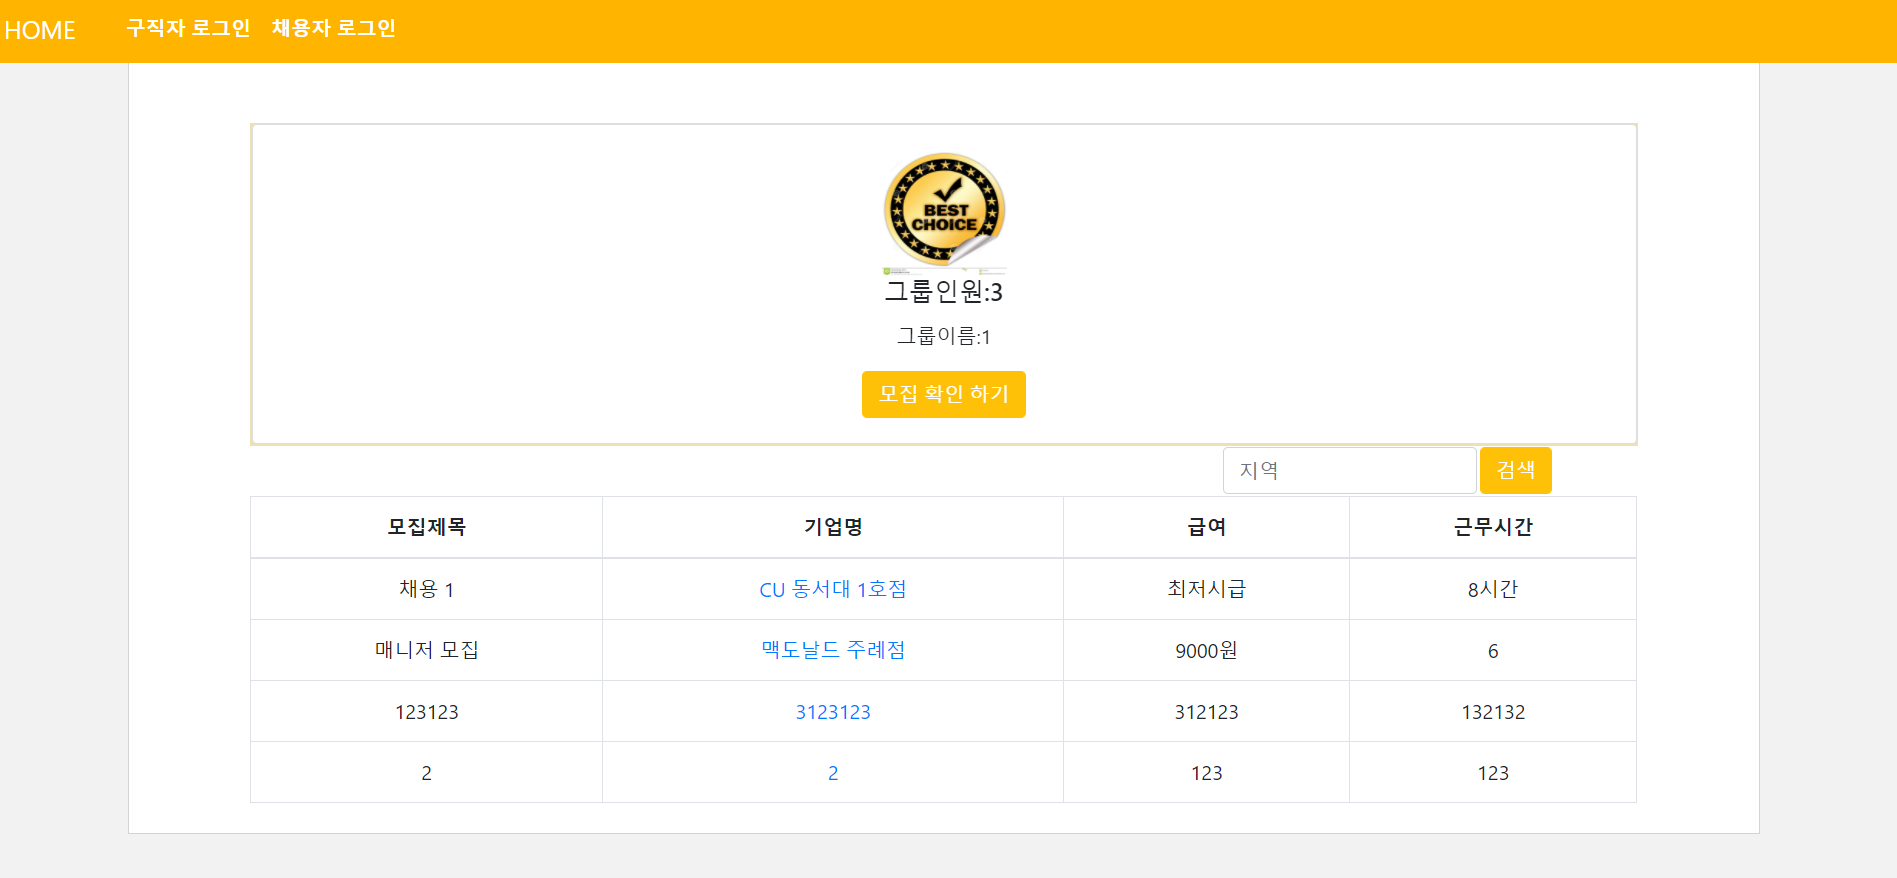 HOME 구직자 로그인 채용자 로그인
BEST
CHOICE
그룹인원:3
그룹이름:1
모집 확인 하기
지역 검색
모집제목 기업명 급여 근무시간
채용 1 CU 동서대 1호점 최저시급 8시간
매니저 모집 맥도날드 주례점 9000원 6
123123 3123123 312123 132132
2 2 123 123